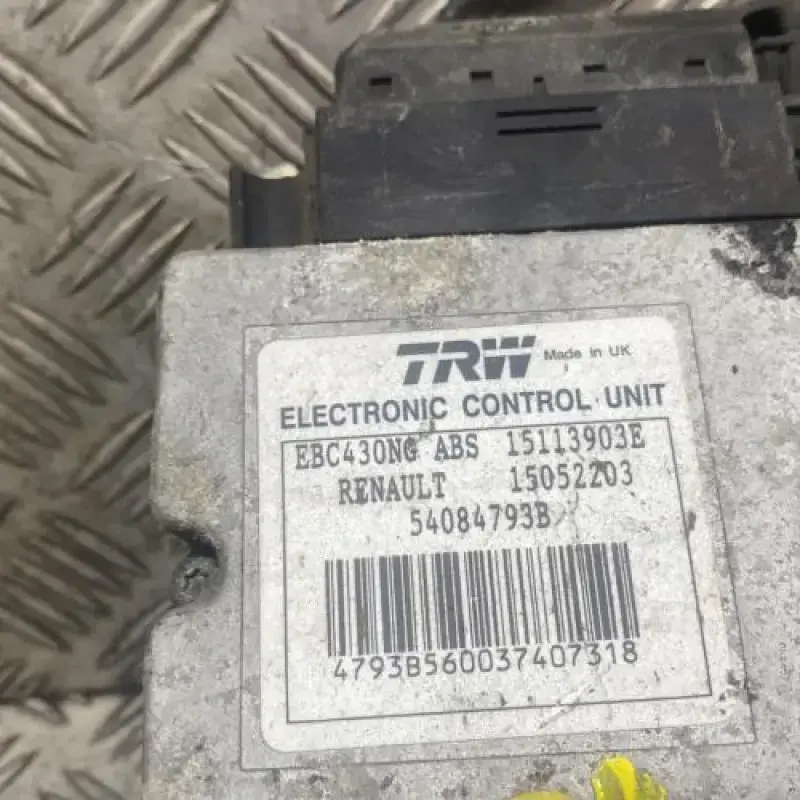 TRW Made in UK
ELECTRONIC CONTROL UNIT
EBC430NG ABS 15113903E
RENAULT 15052203
54084793B
4793B560037407318